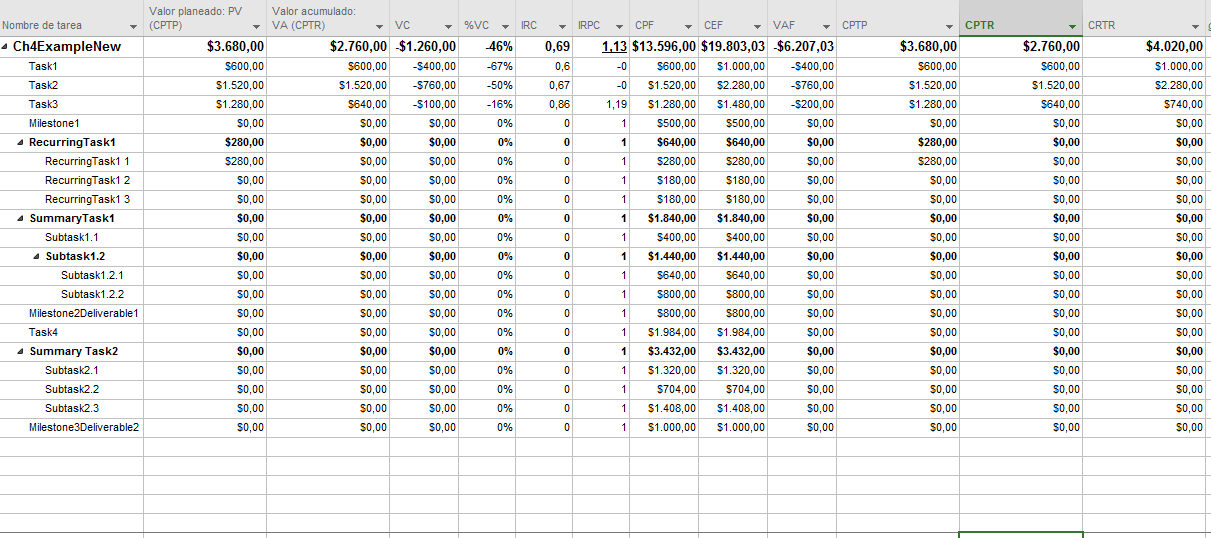 Nombre de tarea Valor planeado: PV (CPTP) Valor acumulado: VA (CPTR) VC %VC IRC IRPC CPF CEF VAF CPTP CPTR CRTR
Ch4ExampleNew $3.680,00 $2.760,00 -$1.260,00 -46% 0,69 1,13 $13.596,00 $19.803,03 -$6.207,03 $3.680,00 $2.760,00 $4.020,00
Task1 $600,00 $600,00 -$400,00 -67% 0,6 -0 $600,00 $1.000,00 -$400,00 $600,00 $600,00 $1.000,00
Task2 $1.520,00 $1.520,00 -$760,00 -50% 0,67 -0 $1.520,00 $2.280,00 -$760,00 $1.520,00 $1.520,00 $2.280,00
Task3 $1.280,00 $640,00 -$100,00 -16% 0,86 1,19 $1.280,00 $1.480,00 -$200,00 $1.280,00 $640,00 $740,00
Milestone1 $0,00 $0,00 $0,00 0% 0 1 $500,00 $500,00 $0,00 $0,00 $0,00 $0,00
RecurringTask1 $280,00 $0,00 $0,00 0% 0 1 $640,00 $640,00 $0,00 $280,00 $0,00 $0,00
RecurringTask1 1 $280,00 $0,00 $0,00 0% 0 1 $280,00 $280,00 $0,00 $280,00 $0,00 $0,00
RecurringTask1 2 $0,00 $0,00 $0,00 0% 0 1 $180,00 $180,00 $0,00 $0,00 $0,00 $0,00
RecurringTask1 3 $0,00 $0,00 $0,00 0% 0 1 $180,00 $180,00 $0,00 $0,00 $0,00 $0,00
SummaryTask1 $0,00 $0,00 $0,00 0% 0 1 $1.840,00 $1.840,00 $0,00 $0,00 $0,00 $0,00
Subtask1.1 $0,00 $0,00 $0,00 0% 0 1 $400,00 $400,00 $0,00 $0,00 $0,00 $0,00
Subtask1.2 $0,00 $0,00 $0,00 0% 0 1 $1.440,00 $1.440,00 $0,00 $0,00 $0,00 $0,00
Subtask1.2.1 $0,00 $0,00 $0,00 0% 0 1 $640,00 $640,00 $0,00 $0,00 $0,00 $0,00
Subtask1.2.2 $0,00 $0,00 $0,00 0% 0 1 $800,00 $800,00 $0,00 $0,00 $0,00 $0,00
Milestone2Deliverable1 $0,00 $0,00 $0,00 0% 0 1 $800,00 $800,00 $0,00 $0,00 $0,00 $0,00
Task4 $0,00 $0,00 $0,00 0% 0 1 $1.984,00 $1.984,00 $0,00 $0,00 $0,00 $0,00
Summary Task2 $0,00 $0,00 $0,00 0% 0 1 $3.432,00 $3.432,00 $0,00 $0,00 $0,00 $0,00
Subtask2.1 $0,00 $0,00 $0,00 0% 0 1 $1.320,00 $1.320,00 $0,00 $0,00 $0,00 $0,00
Subtask2.2 $0,00 $0,00 $0,00 0% 0 1 $704,00 $704,00 $0,00 $0,00 $0,00 $0,00
Subtask2.3 $0,00 $0,00 $0,00 0% 0 1 $1.408,00 $1.408,00 $0,00 $0,00 $0,00 $0,00
Milestone3Deliverable2 $0,00 $0,00 $0,00 0% 0 1 $1.000,00 $1.000,00 $0,00 $0,00 $0,00 $0,00